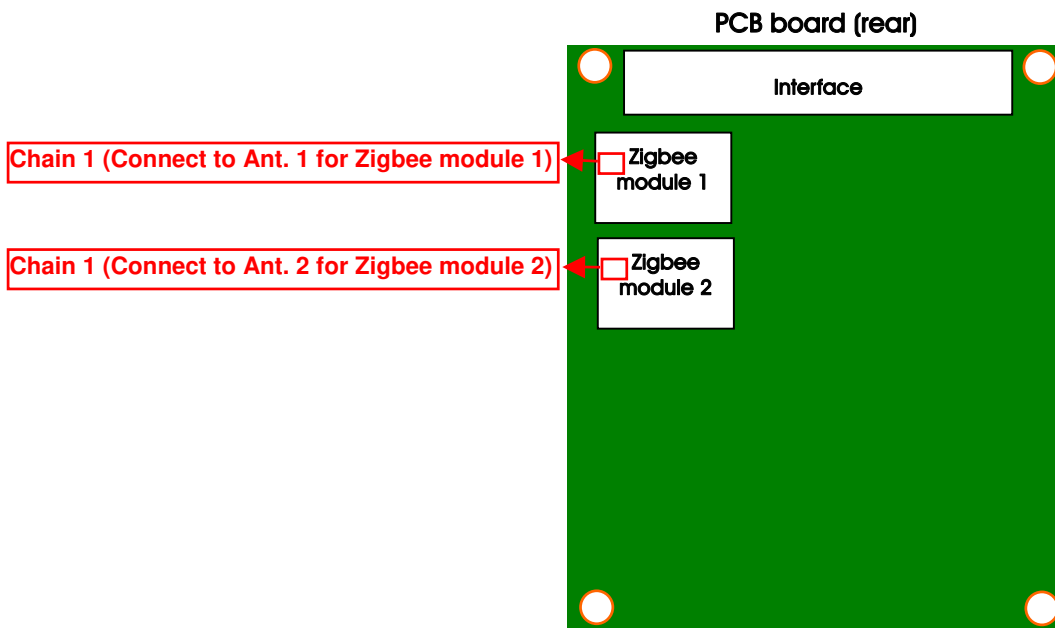 PCB board (rear)
Interface
Chain 1 (Connect to Ant. 1 for Zigbee module 1)
Zigbee
module 1
Chain 1 (Connect to Ant. 2 for Zigbee module 2)
Zigbee
module 2